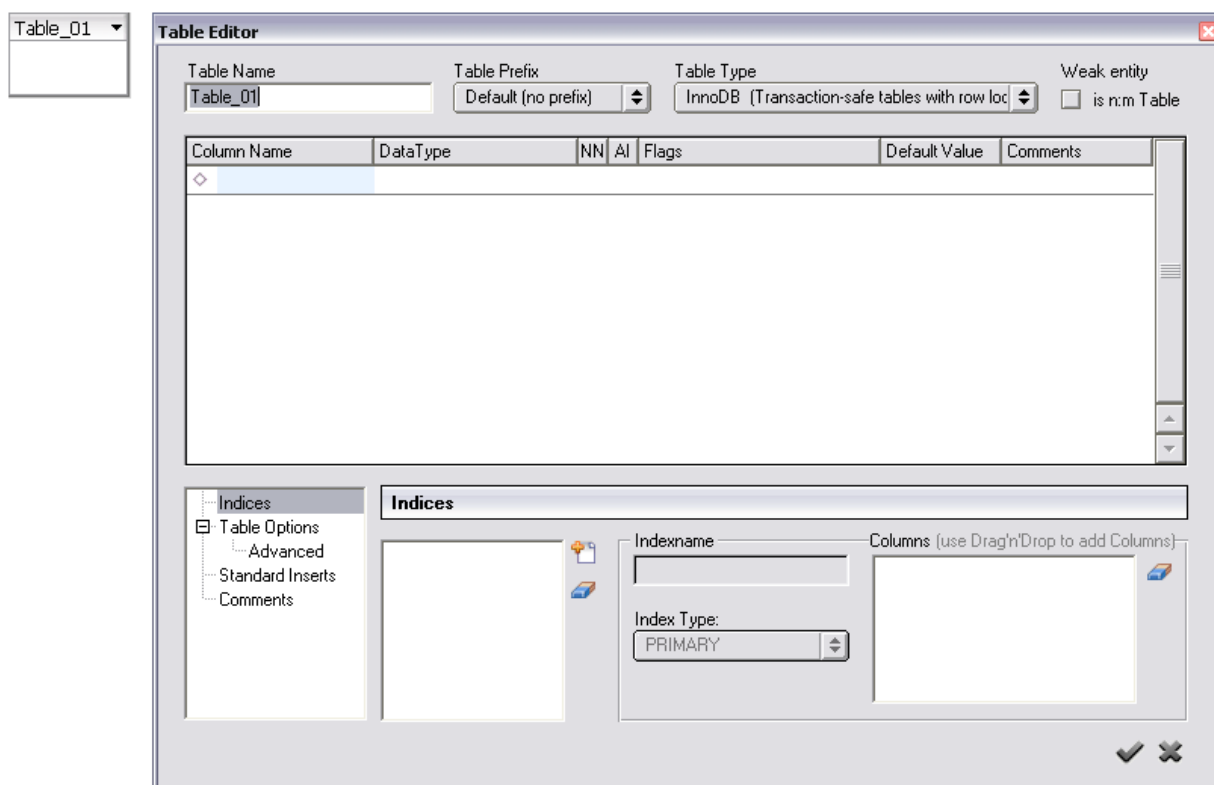 Table_01
Table Editor
Table Name
Table Prefix
Table Type
Weak entity
Table_01
Default (no prefix)
InnoDB (Transaction-safe tables with row loc
is n:m Table
Column Name
DataType
NN
AI
Flags
Default Value
Comments
Indices
Table Options
Advanced
Standard Inserts
Comments
Indices
Indexname
Columns (use Drag'n'Drop to add Columns)
Index Type:
PRIMARY